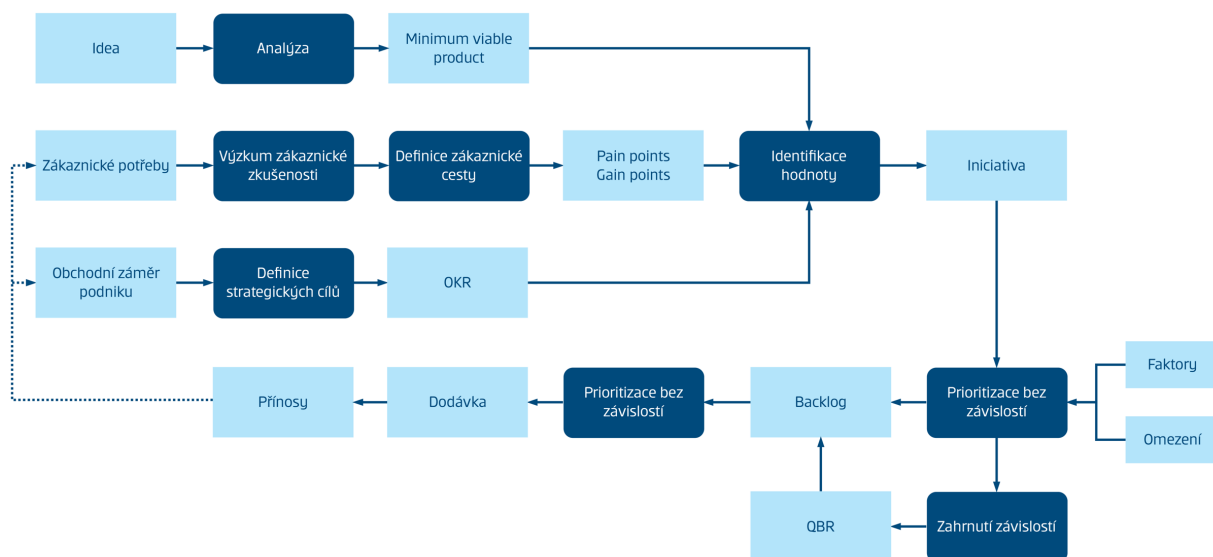 Idea
Analýza
Minimum viable
product
Zákaznické potřeby
Výzkum zákaznické
zkušenosti
Definice zákaznické
cesty
Pain points
Gain points
Identifikace
hodnoty
Iniciativa
Obchodní záměr
podniku
Definice
strategických cílů
OKR
Přínosy
Dodávka
Prioritizace bez
závislostí
Backlog
Prioritizace bez
závislostí
Faktory
Omezení
QBR
Zahrnutí závislostí